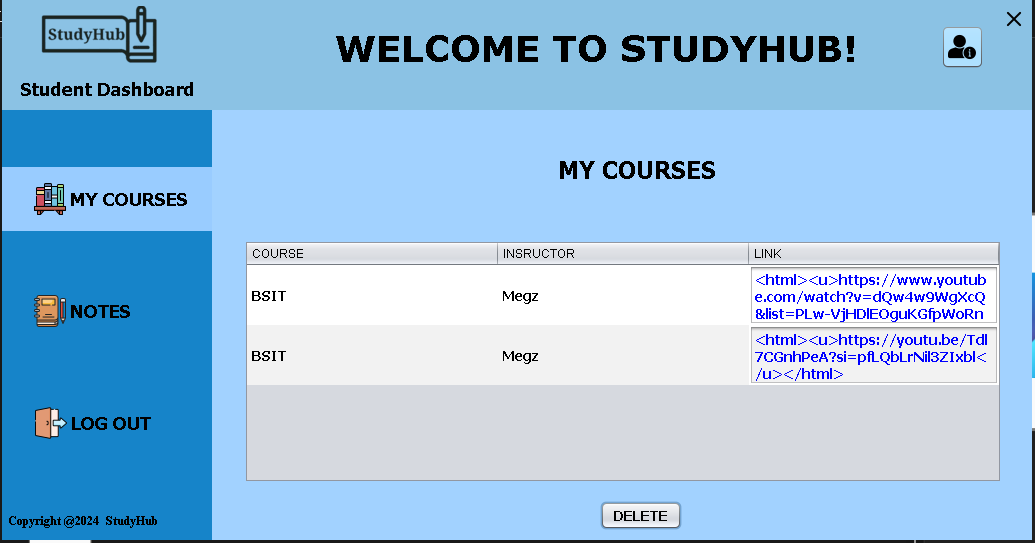 StudyHub
WELCOME TO STUDYHUB!
Student Dashboard
MY COURSES
MY COURSES
NOTES
LOG OUT
COURSE INSRUCTOR LINK
BSIT Megz <html><u>https://www.youtub
e.com/watch?v=dQw4w9WgXcQ
&list=PLw-VjHDlEOguKGfpWoRn
BSIT Megz <html><u>https://youtu.be/Tdl
7CGnhPeA?si=pfLQbLrNil3ZIxbl<
/u></html>
DELETE
Copyright @2024 StudyHub